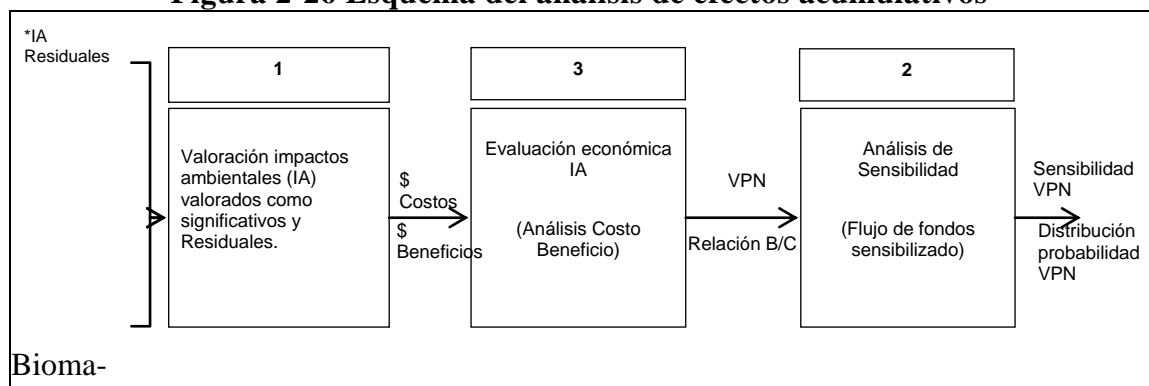 Figura 2-20 Esquema del análisis de efectos acumulativos
*IA
Residuales
1
Valoración impactos
ambientales (IA)
valorados como
significativos y
Residuales.
$
Costos
$
Beneficios
3
Evaluación económica
IA
(Análisis Costo
Beneficio)
VPN
Relación B/C
2
Análisis de
Sensibilidad
(Flujo de fondos
sensibilizado)
Sensibilidad
VPN
Distribución
probabilidad
VPN
Bioma-